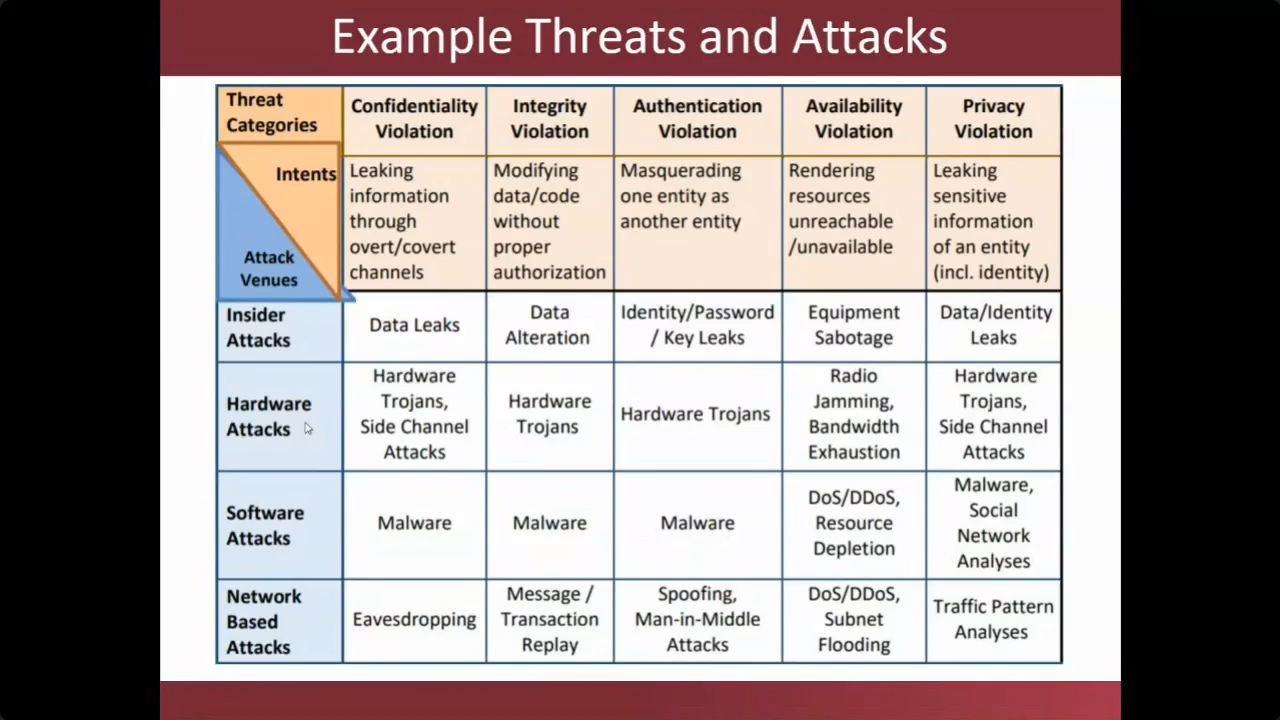 Example Threats and Attacks
Threat
Categories
Confidentiality
Violation
Integrity
Violation
Authentication
Violation
Availability
Violation
Privacy
Violation
Intents
Attack
Venues
Leaking
information
through
overt/covert
channels
Modifying
data/code
without
proper
authorization
Masquerading
one entity as
another entity
Rendering
resources
unreachable
/unavailable
Leaking
sensitive
information
of an entity
(incl. identity)
Insider
Attacks
Data Leaks
Data
Alteration
Identity/Password
/ Key Leaks
Equipment
Sabotage
Data/Identity
Leaks
Hardware
Attacks
Hardware
Trojans,
Side Channel
Attacks
Hardware
Trojans
Hardware Trojans
Radio
Jamming,
Bandwidth
Exhaustion
Hardware
Trojans,
Side Channel
Attacks
Software
Attacks
Malware
Malware
Malware
DoS/DDoS,
Resource
Depletion
Malware,
Social
Network
Analyses
Network
Based
Attacks
Eavesdropping
Message /
Transaction
Replay
Spoofing,
Man-in-Middle
Attacks
DoS/DDoS,
Subnet
Flooding
Traffic Pattern
Analyses